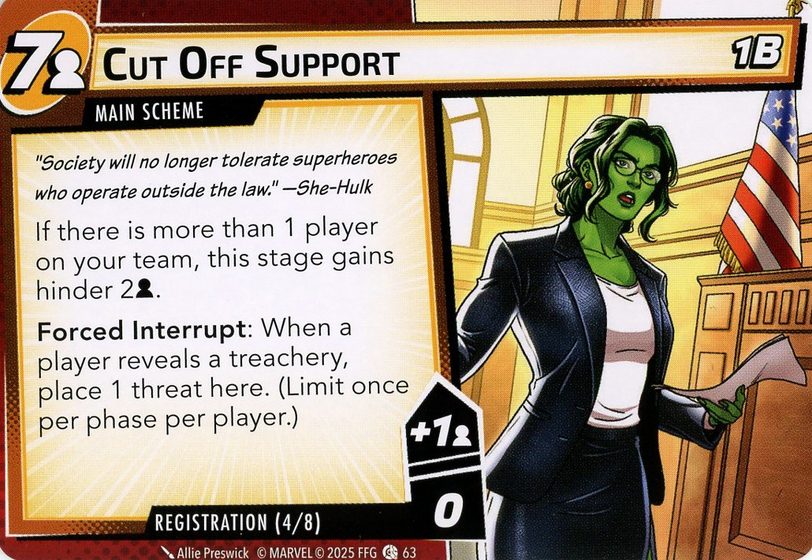 7
CUT OFF SUPPORT
1B
MAIN SCHEME
"Society will no longer tolerate superheroes
who operate outside the law." —She-Hulk
If there is more than 1 player
on your team, this stage gains
hinder 2.
Forced Interrupt: When a
player reveals a treachery,
place 1 threat here. (Limit once
per phase per player.)
+1
0
REGISTRATION (4/8)
Allie Preswick © MARVEL © 2025 FFG 63